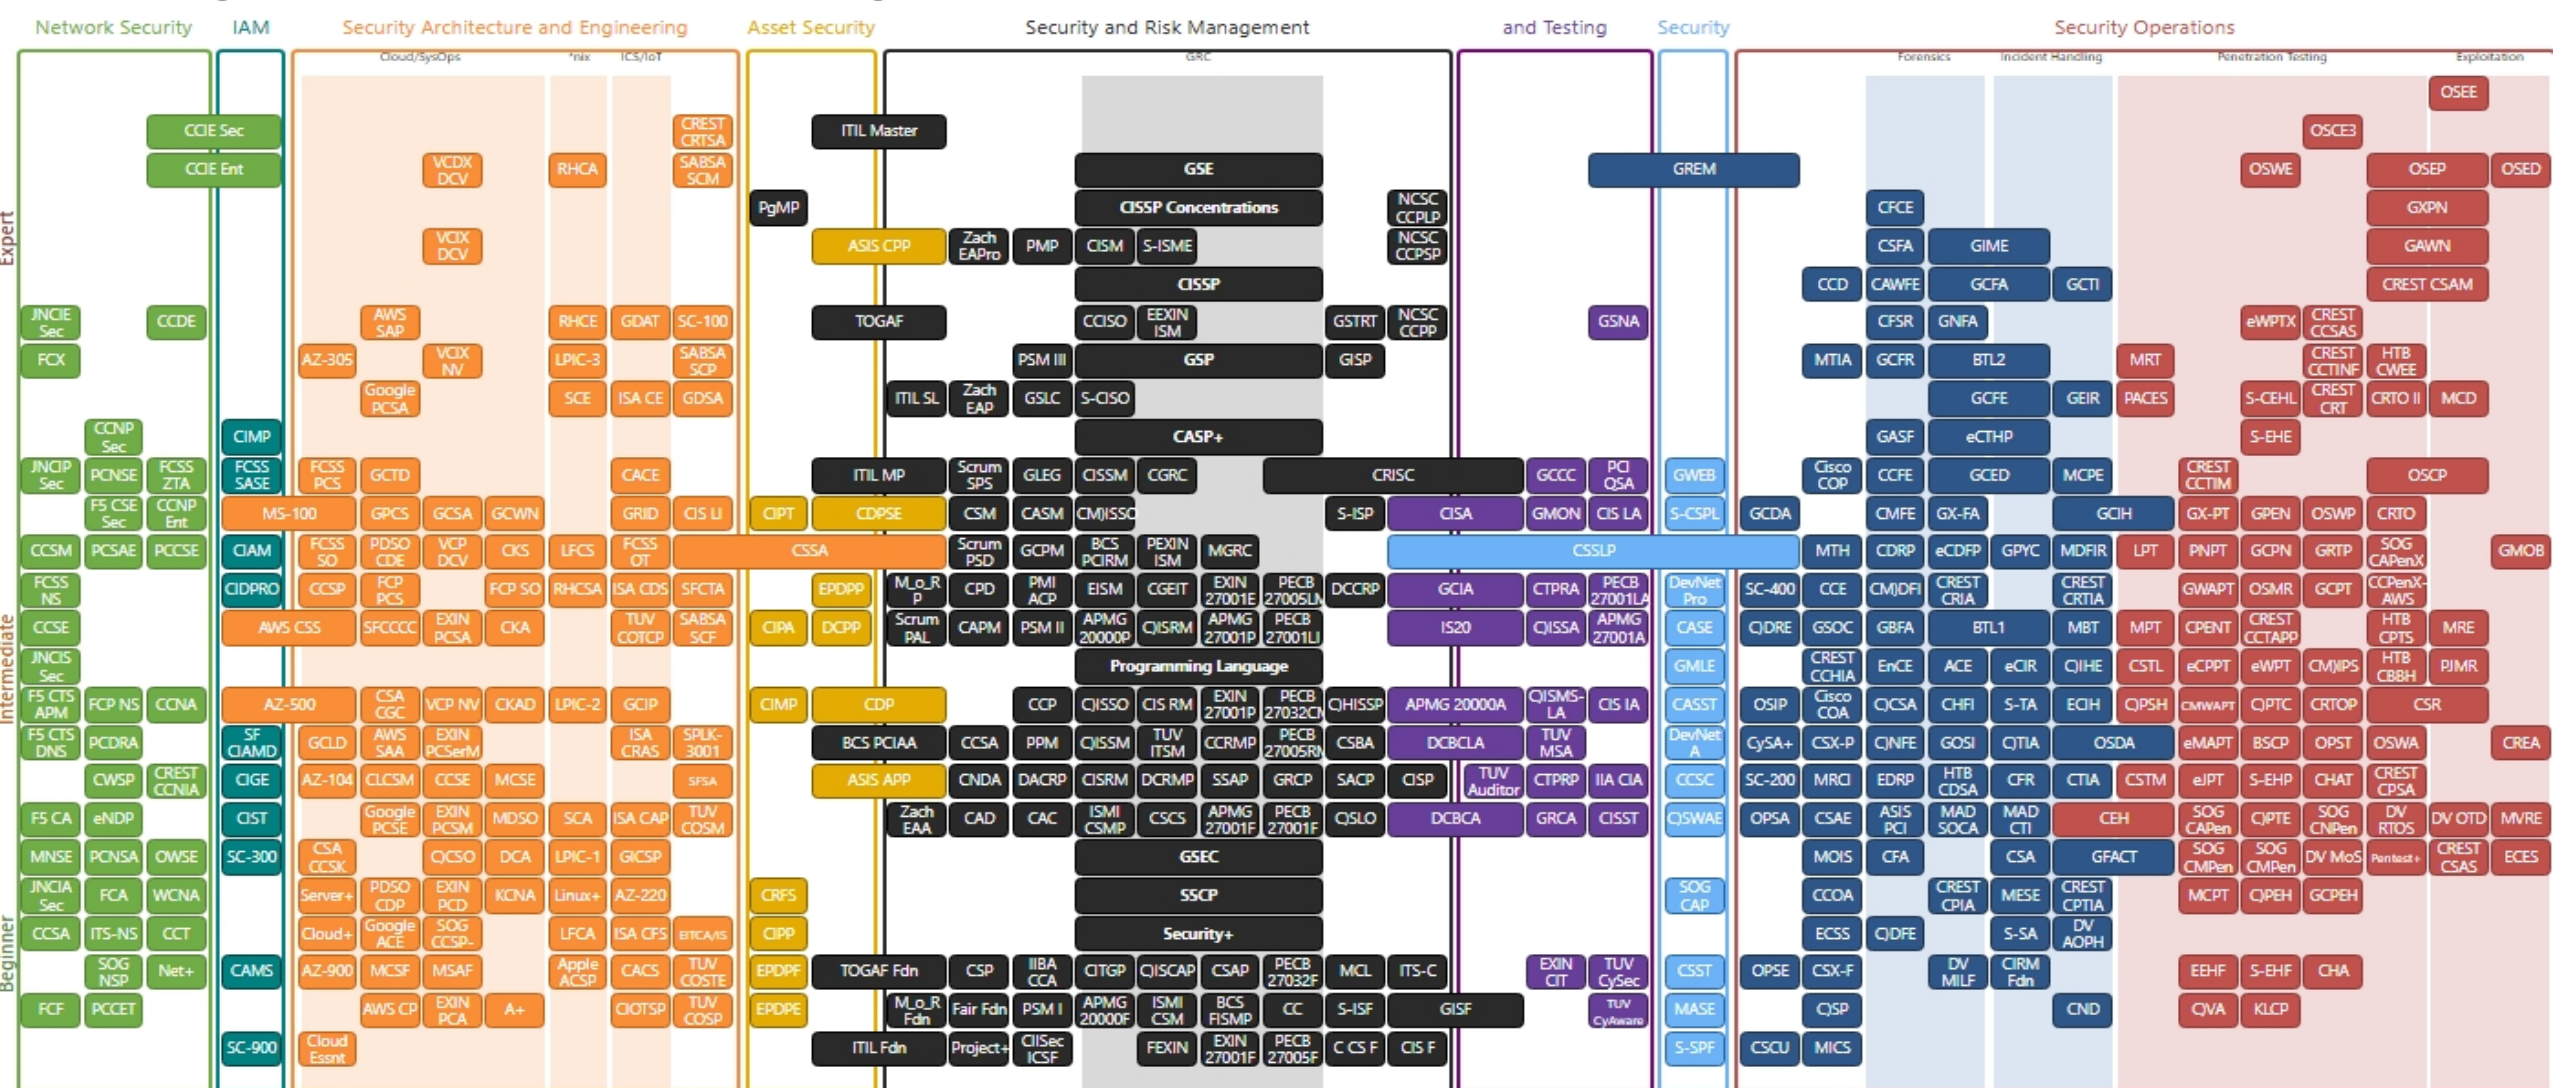 Network Security IAM Security Architecture and Engineering Asset Security Security and Risk Management and Testing Security Security Operations
Cloud/SysOps *nix ICS/IoT GRC Forensics Incident Handling Penetration Testing Exploitation
OSEE
CCIE Sec CREST CRTSA ITIL Master OSCE3
CCIE Ent VCDX DCV RHCA SABSA SCM GSE GREM OSWE OSEP OSED
PgMP CISSP Concentrations NCSC CCPLP CFCE GXPN
Expert
VCIX DCV ASIS CPP Zach EAPro PMP CISM S-ISME NCSC CCPSP CSFA GIME GAWN
CISSP CCD CAWFE GCFA GCTI CREST CSAM
JNCIE Sec CCDE AWS SAP RHCE GDAT SC-100 TOGAF CCISO EEXIN ISM GSTRT NCSC CCPP GSNA CFSR GNFA eWPTX CREST CCSAS
FCX AZ-305 VCIX NV LPIC-3 SABSA SCP PSM III GSP GISP MTIA GCFR BTL2 MRT CREST CCTINF HTB CWEE
Google PCSA SCE ISA CE GDSA ITIL SL Zach EAP GSLC S-CISO GCFE GEIR PACES S-CEHL CREST CRT CRTO II MCD
CCNP Sec CIMP CASP+ GASF eCTHP S-EHE
JNCIP Sec PCNSE FCSS ZTA FCSS SASE FCSS PCS GCTD CACE ITIL MP Scrum SPS GLEG CISSM CGRC CRISC GCCC PCI QSA GWEB Cisco COP CCFE GCED MCPE CREST CCTIM OSCP
F5 CSE Sec CCNP Ent MS-100 GPCS GCSA GCWN GRID CIS LI CIPT CDPSE CSM CASM CM)ISSO S-ISP CISA GMON CIS LA S-CSPL GCDA CMFE GX-FA GCIH GX-PT GPEN OSWP CRTO
CCSM PCSAE PCCSE CIAM FCSS SO PDSO CDE VCP DCV CKS LFCS FCSS OT CSSA Scrum PSD GCPM BCS PCIRM PEXIN ISM MGRC CSSLP MTH CDRP eCDFP GPYC MDFIR LPT PNPT GCPN GRTP SOG CAPenX GMOB
FCSS NS CIDPRO CCSP FCP PCS FCP SO RHCSA ISA CDS SFCTA EPDPP M_o_R P CPD PMI ACP EISM CGEIT EXIN 27001E PECB 27005LM DCCRP GCIA CTPRA PECB 27001LA DevNet Pro SC-400 CCE CM)DFI CREST CRIA CREST CRTIA GWAPT OSMR GCPT CCPenX-AWS
Intermediate
CCSE AWS CSS SFCCCC EXIN PCSA CKA TUV COTCP SABSA SCF CIPA DCPP Scrum PAL CAPM PSM II APMG 20000P C)ISRM APMG 27001P PECB 27001LI IS20 C)ISSA APMG 27001A CASE C)DRE GSOC GBFA BTL1 MBT MPT CPENT CREST CCTAPP HTB CPTS MRE
JNCIS Sec Programming Language GMLE CREST CCHIA EnCE ACE eCIR C)IHE CSTL eCPPT eWPT CM)IPS HTB CBBH PJMR
F5 CTS APM FCP NS CCNA AZ-500 CSA CGC VCP NV CKAD LPIC-2 GCIP CIMP CDP CCP C)ISSO CIS RM EXIN 27001P PECB 27032CM C)HISSP APMG 20000A C)ISMS-LA CIS IA CASST OSIP Cisco COA C)CSA CHFI S-TA ECIH C)PSH CMWAPT C)PTC CRTOP CSR
F5 CTS DNS PCDRA SF CIAMD GCLD AWS SAA EXIN PCSerM ISA CRAS SPLK-3001 BCS PCIAA CCSA PPM C)ISSM TUV ITSM CCRMP PECB 27005RM CSBA DCBCLA TUV MSA DevNet A CySA+ CSX-P C)NFE GOSI C)TIA OSDA eMAPT BSCP OPST OSWA CREA
CWSP CREST CCNIA CIGE AZ-104 CLCSM CCSE MCSE SFSA ASIS APP CNDA DACRP CISRM DCRMP SSAP GRCP SACP CISP TUV Auditor CTPRP IIA CIA CCSC SC-200 MRCI EDRP HTB CDSA CFR CTIA CSTM eJPT S-EHP CHAT CREST CPSA
F5 CA eNDP CIST Google PCSE EXIN PCSM MDSO SCA ISA CAP TUV COSM Zach EAA CAD CAC ISMI CSMP CSCS APMG 27001F PECB 27001F C)SLO DCBCA GRCA CISST C)SWAE OPSA CSAE ASIS PCI MAD SOCA MAD CTI CEH SOG CAPen C)PTE SOG CNPen DV RTOS DV OTD MVRE
MNSE PCNSA OWSE SC-300 CSA CCSK C)CSO DCA LPIC-1 GICSP GSEC MOIS CFA CSA GFACT SOG CMPen SOG CMPen DV MoS Pentest+ CREST CSAS ECES
JNCIA Sec FCA WCNA Server+ PDSO CDP EXIN PCD KCNA Linux+ AZ-220 CRFS SSCP SOG CAP CCOA CREST CPIA MESE CREST CPTIA MCPT C)PEH GCPEH
Beginner
CCSA ITS-NS CCT Cloud+ Google ACE SOG CCSP- LFCA ISA CFS EITCA/IS CIPP Security+ ECSS C)DFE S-SA DV AOPH
SOG NSP Net+ CAMS AZ-900 MCSF MSAF Apple ACSP CACS TUV COSTE EPDPF TOGAF Fdn CSP IIBA CCA CITGP C)ISCAP CSAP PECB 27032F MCL ITS-C EXIN CIT TUV CySec CSST OPSE CSX-F DV MILF CIRM Fdn EEHF S-EHF CHA
FCF PCCET AWS CP EXIN PCA A+ CIOTSP TUV COSP EPDPE M_o_R Fdn Fair Fdn PSM I APMG 20000F ISMI CSM BCS FISMP CC S-ISF GISF TUV CyAware MASE C)SP CND C)VA KLCP
SC-900 Cloud Essnt ITIL Fdn Project+ CIISec ICSF FEXIN EXIN 27001F PECB 27005F C CS F CIS F S-SPF CSCU MICS